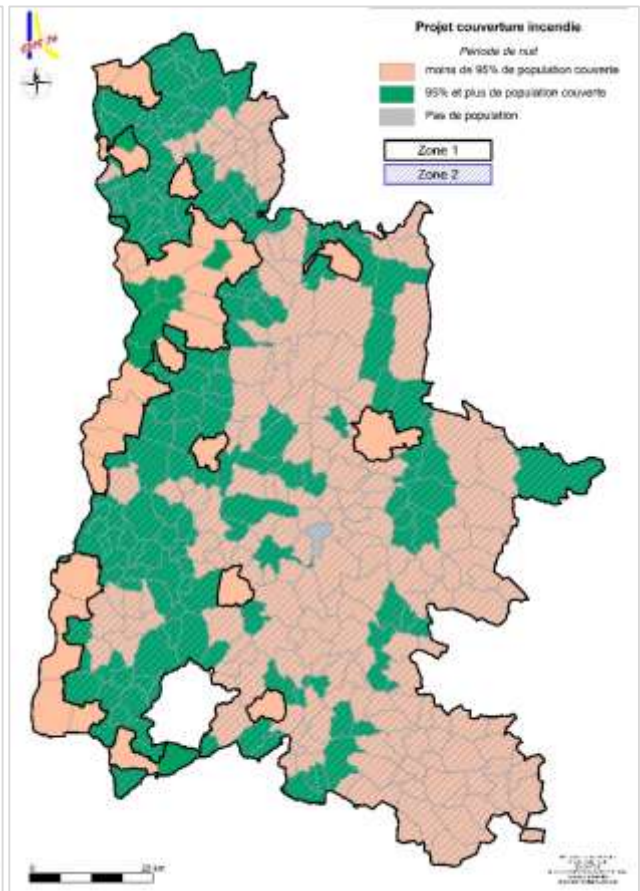 Projet couverture incendie
Période de nuit
moins de 95% de population couverte
95% et plus de population couverte
Pas de population
Zone 1
Zone 2
0
20 km